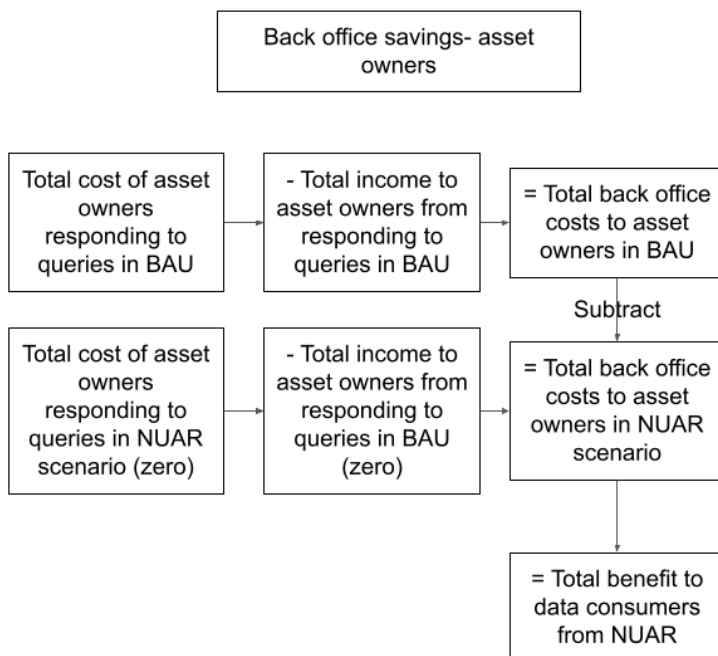 Back office savings- asset
owners
Total cost of asset
owners
responding to
queries in BAU
- Total income to
asset owners from
responding to
queries in BAU
= Total back office
costs to asset
owners in BAU
Subtract
Total cost of asset
owners
responding to
queries in NUAR
scenario (zero)
- Total income to
asset owners from
responding to
queries in BAU
(zero)
= Total back office
costs to asset
owners in NUAR
scenario
= Total benefit to
data consumers
from NUAR